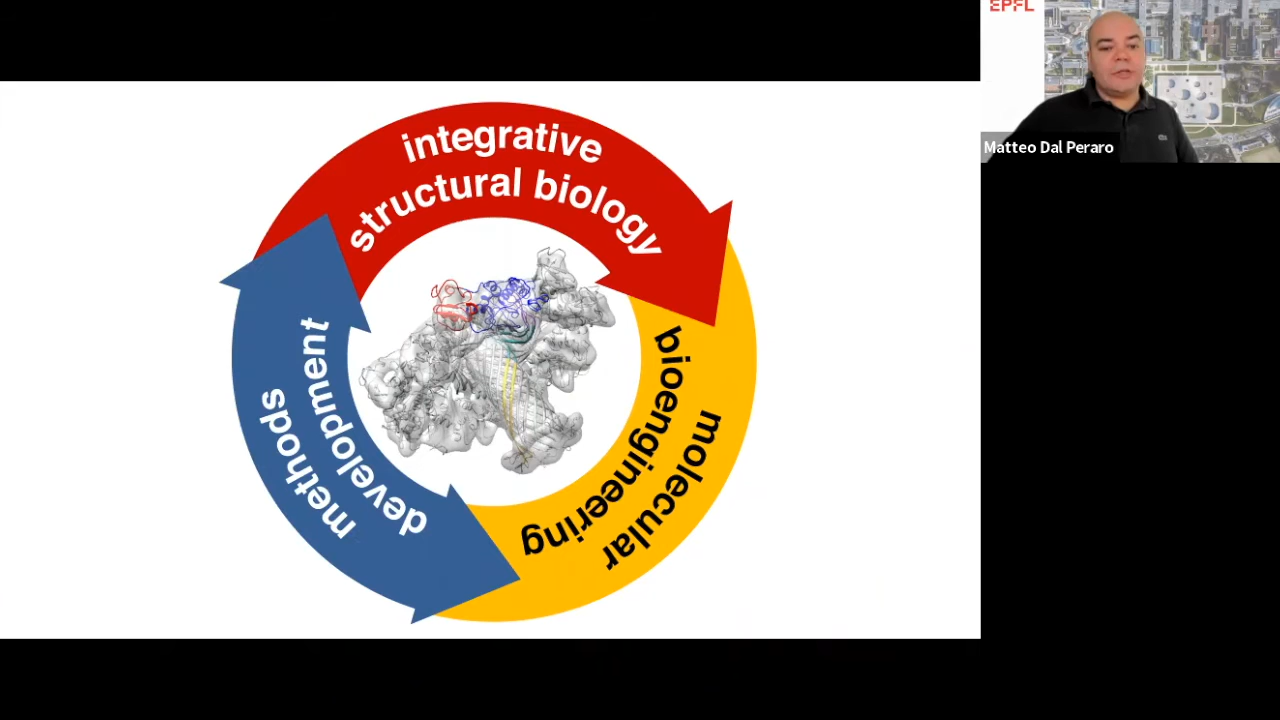 integrative
structural biology
molecular
bioengineering
methods
development
EPFL
Matteo Dal Peraro